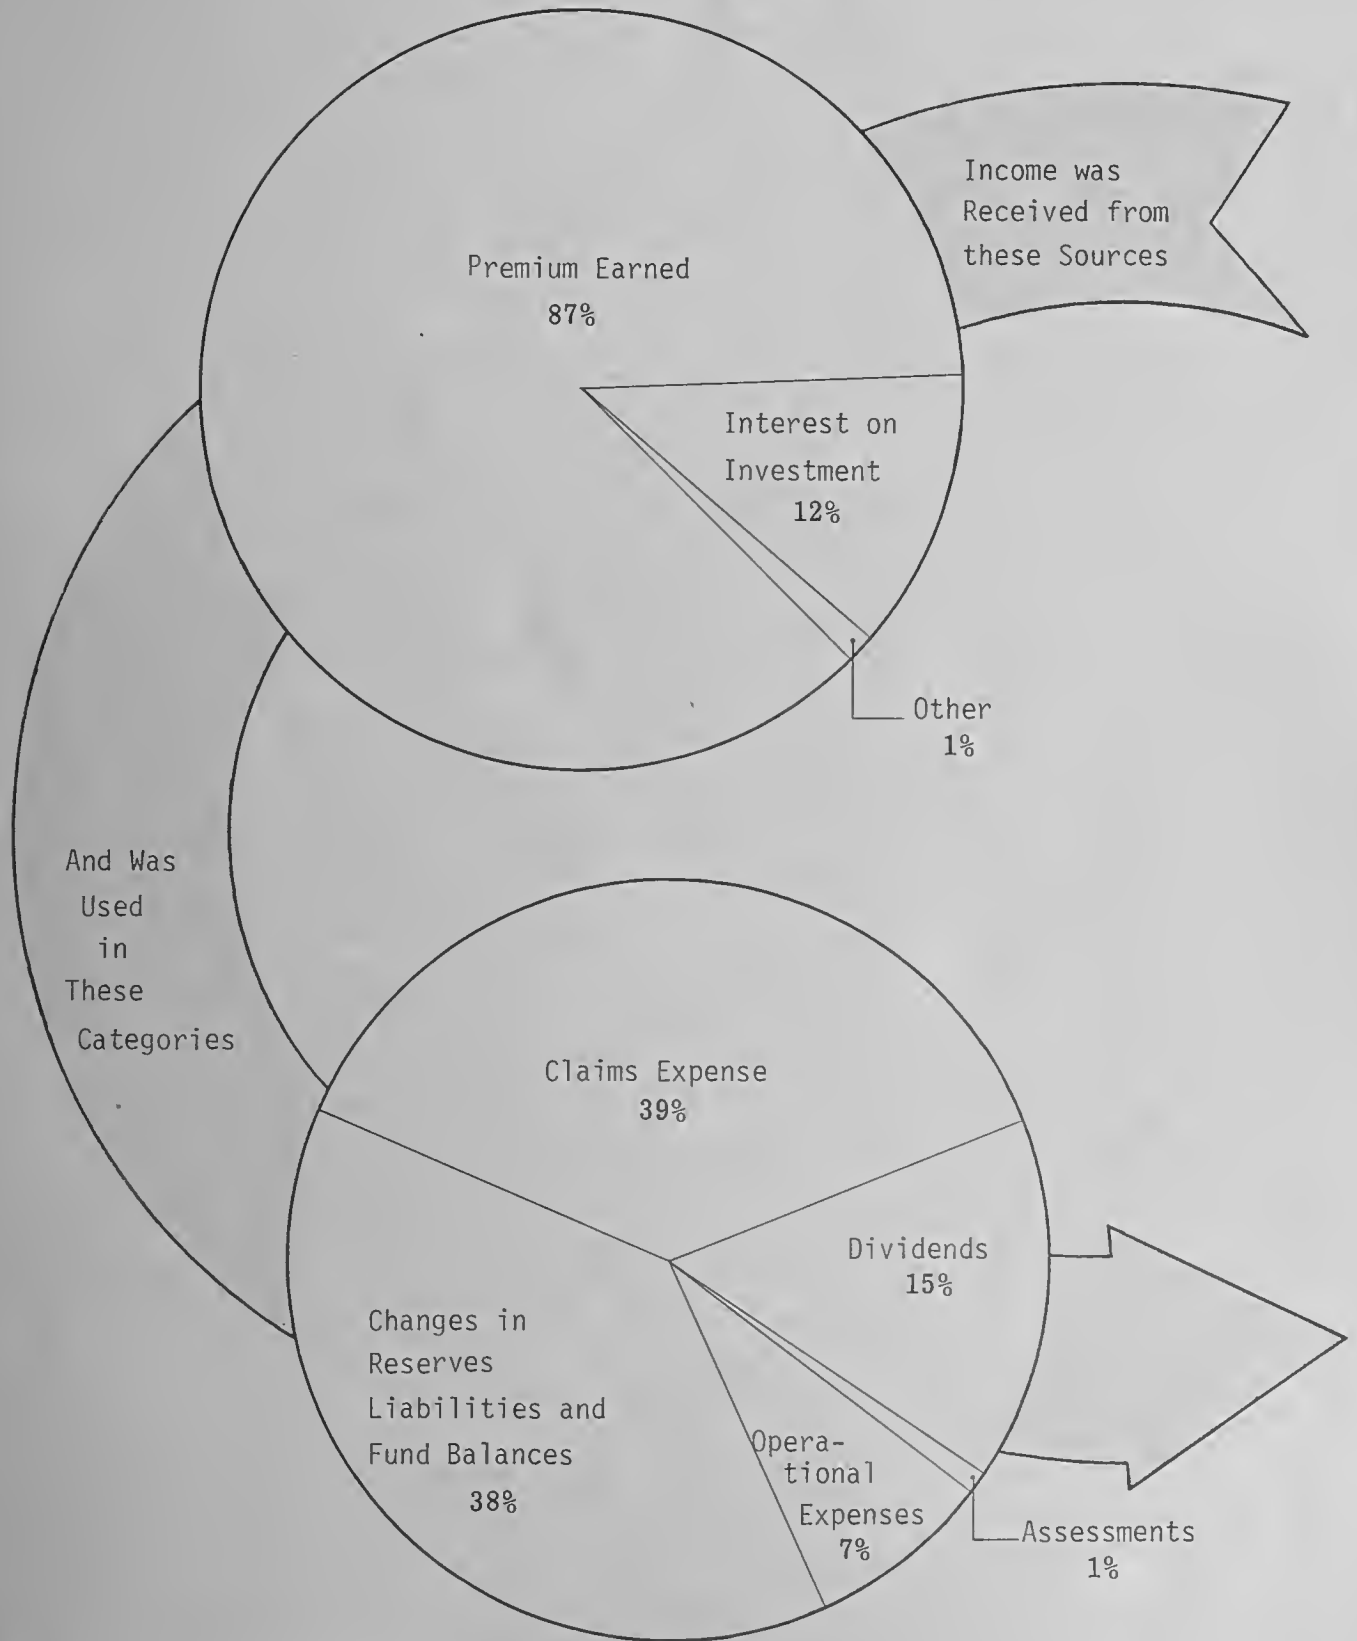 Income was
Received from
these Sources
Premium Earned
87%
Interest on
Investment
12%
Other
1%
And Was
Used
in
These
Categories
Claims Expense
39%
Dividends
15%
Changes in
Reserves
Liabilities and
Fund Balances
38%
Opera-
tional
Expenses
7%
Assessments
1%